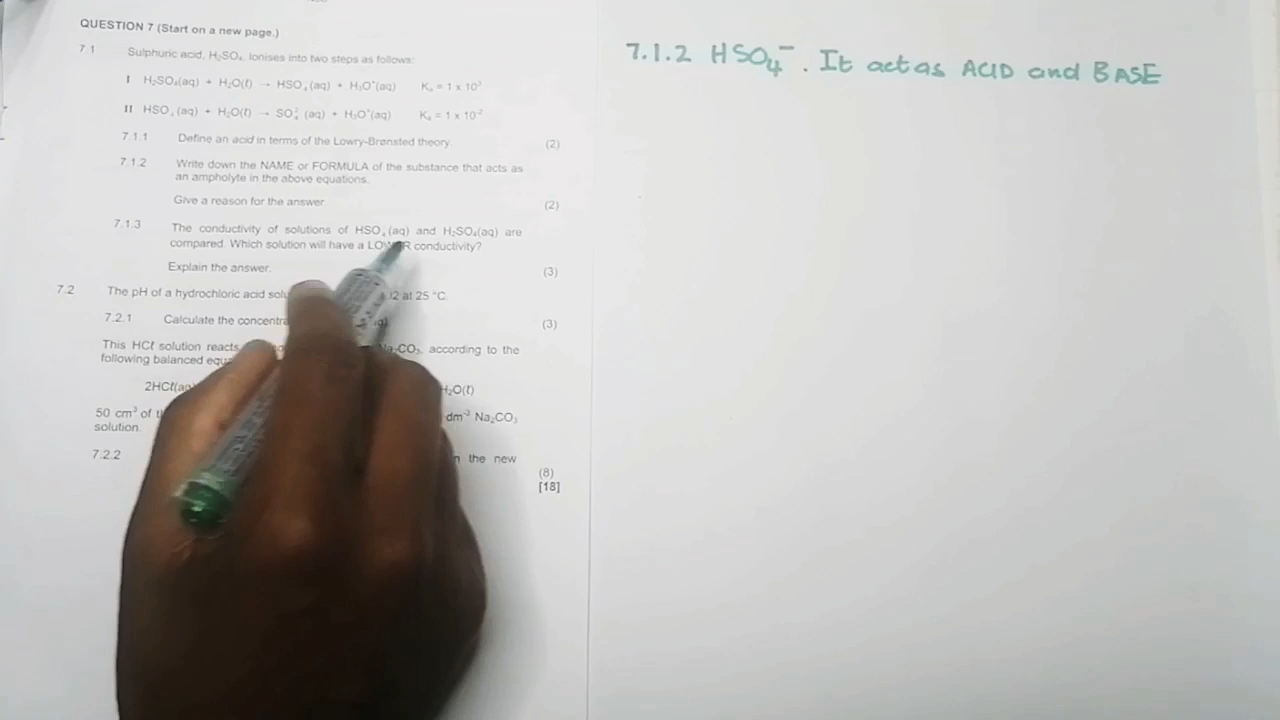 QUESTION 7 (Start on a new page.)
7.1 Sulphuric acid, H₂SO₄, ionises into two steps as follows:
I H₂SO₄(aq) + H₂O(ℓ) → HSO₄⁻(aq) + H₃O⁺(aq) Kₐ = 1 x 10³
II HSO₄⁻(aq) + H₂O(ℓ) → SO₄²⁻(aq) + H₃O⁺(aq) Kₐ = 1 x 10⁻²
7.1.1 Define an acid in terms of the Lowry-Brønsted theory. (2)
7.1.2 Write down the NAME or FORMULA of the substance that acts as
an ampholyte in the above equations.
Give a reason for the answer (2)
7.1.3 The conductivity of solutions of HSO₄⁻(aq) and H₂SO₄(aq) are
compared. Which solution will have a LOWER conductivity?
Explain the answer. (3)
7.2 The pH of a hydrochloric acid at 25 °C.
7.2.1 Calculate the (3)
This HCℓ solution reacts Na₂CO₃, according to the
following balanced
2HCℓ(aq) H₂O(ℓ)
50 cm³ of dm⁻³ Na₂CO₃
solution.
7.2.2 the new
(8)
[18]
7.1.2 HSO₄⁻. It act as ACID and BASE